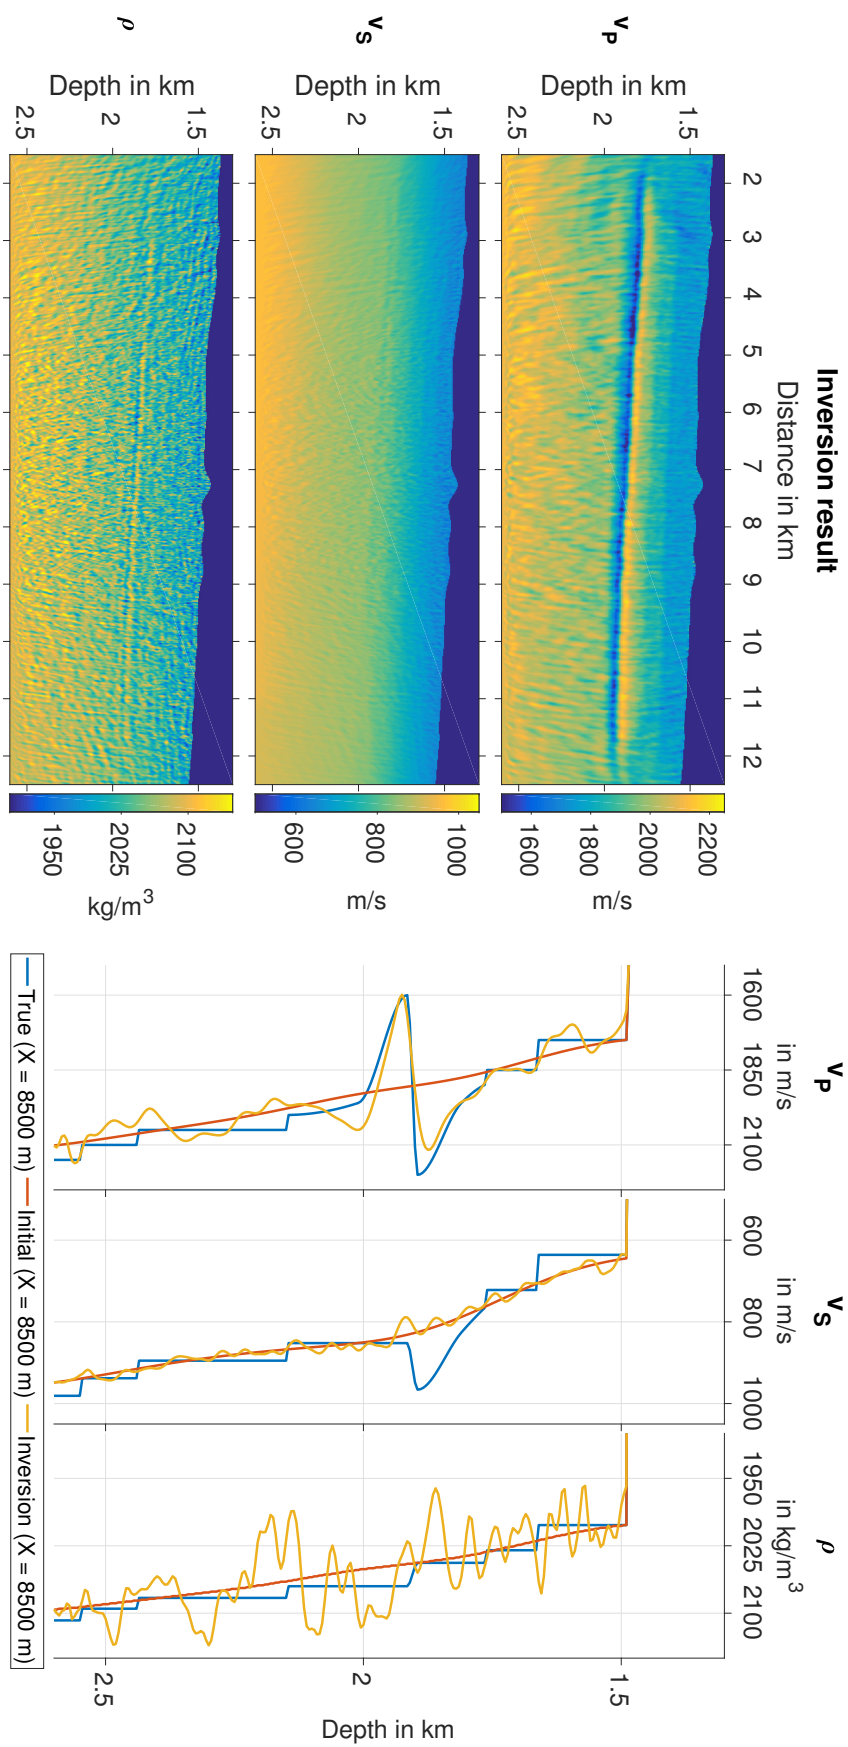 Inversion result
Distance in km
2 3 4 5 6 7 8 9 10 11 12
v_P
Depth in km
1.5
2
2.5
1600 1800 2000 2200
m/s
v_S
Depth in km
1.5
2
2.5
600 800 1000
m/s
ρ
Depth in km
1.5
2
2.5
1950 2025 2100
kg/m³
v_P
in m/s
1600 1850 2100
v_S
in m/s
600 800 1000
ρ
in kg/m³
1950 2025 2100
1.5
2
2.5
Depth in km
True (X = 8500 m) Initial (X = 8500 m) Inversion (X = 8500 m)